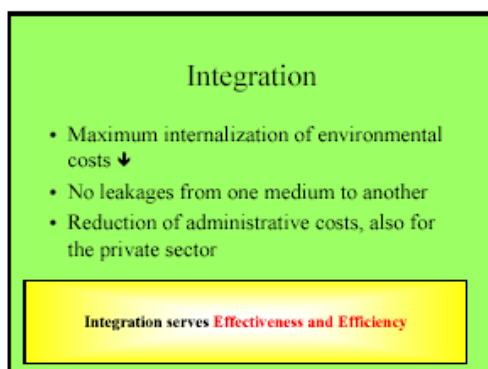 Integration
• Maximum internalization of environmental
costs 🡻
• No leakages from one medium to another
• Reduction of administrative costs, also for
the private sector
Integration serves Effectiveness and Efficiency